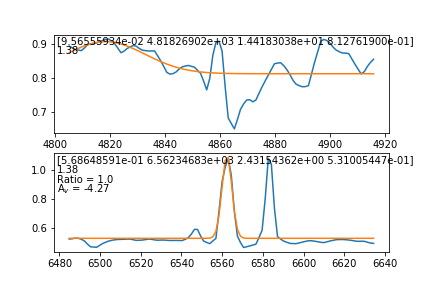 [9.56555934e-02 4.81826902e+03 1.44183038e+01 8.12761900e-01]
1.38
0.9
0.8
0.7
4800 4820 4840 4860 4880 4900 4920
[5.68648591e-01 6.56234683e+03 2.43154362e+00 5.31005447e-01]
1.38
Ratio = 1.0
Av = -4.27
1.0
0.8
0.6
6480 6500 6520 6540 6560 6580 6600 6620 6640